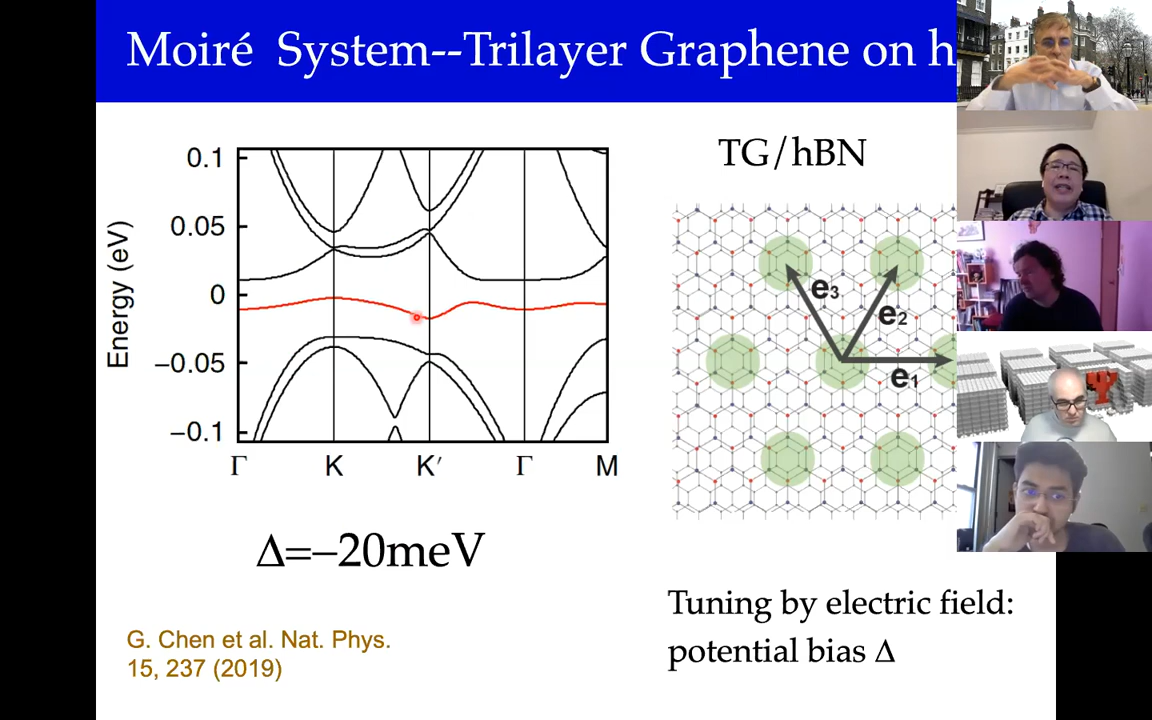 Moiré System--Trilayer Graphene on h
TG/hBN
Energy (eV)
0.1
0.05
0
−0.05
−0.1
Γ K K′ Γ M
e3
e2
e1
Δ=−20meV
Tuning by electric field:
potential bias Δ
G. Chen et al. Nat. Phys.
15, 237 (2019)